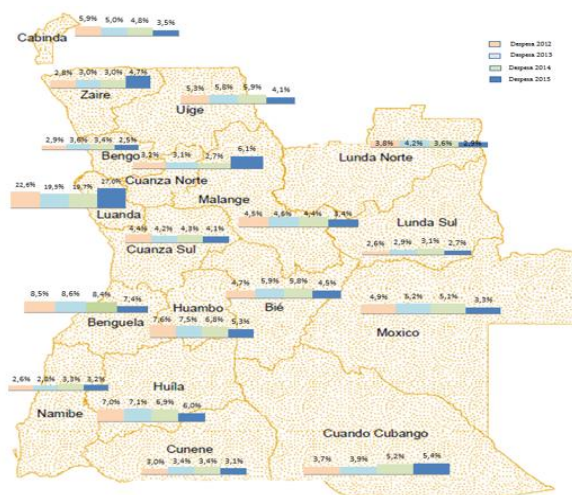 5,9% 5,0% 4,8% 3,5%
Cabinda
Despesa 2012
Despesa 2013
Despesa 2014
Despesa 2015
2,8% 3,0% 3,0% 4,7%
Zaire
5,3% 5,8% 5,9% 4,1%
Uíge
2,9% 3,6% 3,4% 2,5%
Bengo
3,2% 3,1% 2,7% 6,1%
Cuanza Norte
3,8% 4,2% 3,6% 2,9%
Lunda Norte
Malange
22,6% 19,9% 19,7% 27,0%
Luanda
4,5% 4,6% 4,4% 3,4%
Lunda Sul
4,4% 4,2% 4,3% 4,1%
Cuanza Sul
2,6% 2,9% 3,1% 2,7%
4,7% 5,9% 5,8% 4,5%
Bié
8,5% 8,6% 8,4% 7,4%
Benguela
Huambo
7,6% 7,5% 6,8% 5,3%
4,9% 5,2% 5,2% 3,3%
Moxico
2,6% 2,8% 3,3% 3,2%
Namibe
Huíla
7,0% 7,1% 6,9% 6,0%
Cunene
3,0% 3,4% 3,4% 3,1%
Cuando Cubango
3,7% 3,9% 5,2% 5,4%